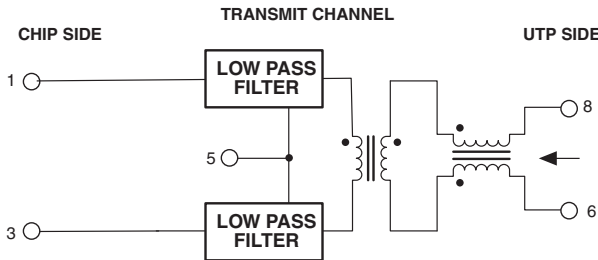 TRANSMIT CHANNEL
CHIP SIDE
UTP SIDE
LOW PASS
FILTER
1
8
5
LOW PASS
FILTER
3
6